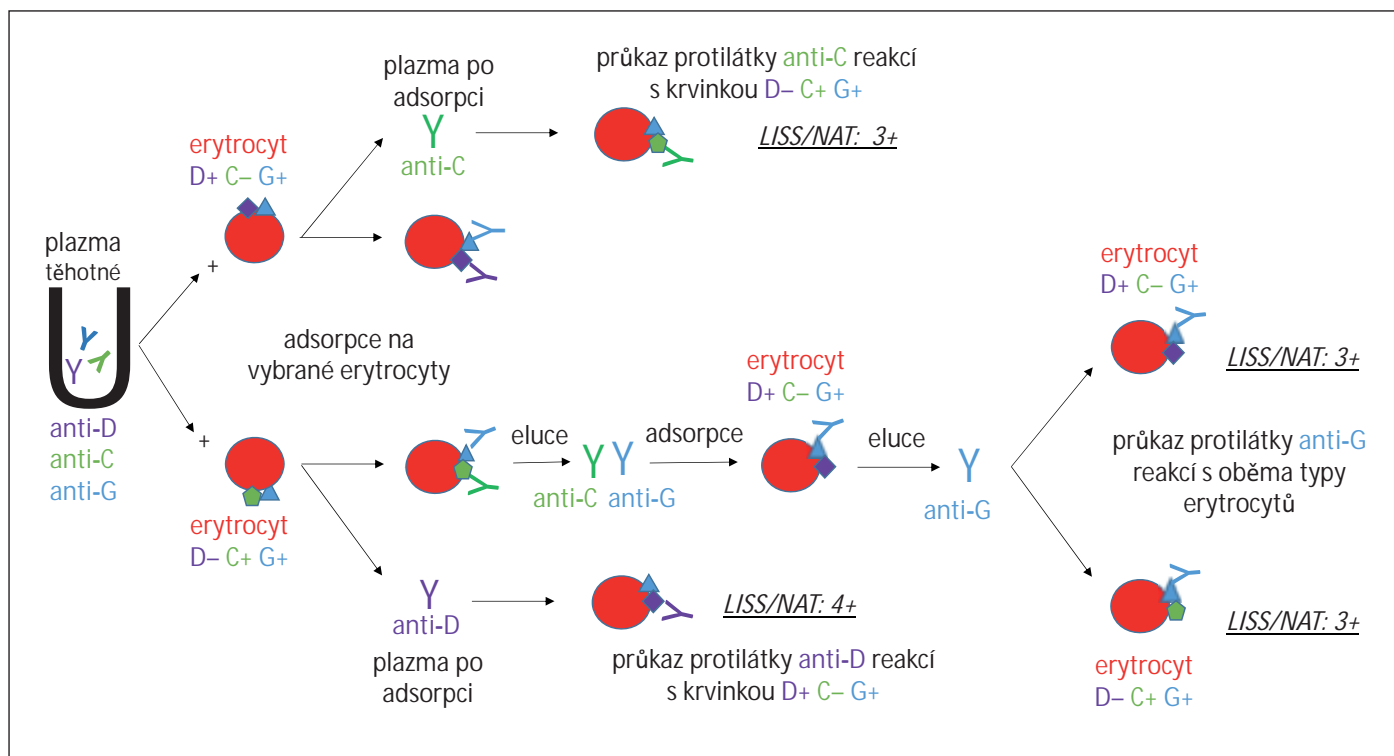 plazma
těhotné
Y
anti-D
anti-C
anti-G
+
erytrocyt
D+ C– G+
plazma po
adsorpci
Y
anti-C
průkaz protilátky anti-C reakcí
s krvinkou D– C+ G+
LISS/NAT: 3+
adsorpce na
vybrané erytrocyty
+
erytrocyt
D– C+ G+
eluce
Y Y
anti-C anti-G
adsorpce
erytrocyt
D+ C– G+
eluce
Y
anti-G
Y
anti-D
plazma po
adsorpci
LISS/NAT: 4+
průkaz protilátky anti-D reakcí
s krvinkou D+ C– G+
erytrocyt
D+ C– G+
LISS/NAT: 3+
průkaz protilátky anti-G
reakcí s oběma typy
erytrocytů
LISS/NAT: 3+
erytrocyt
D– C+ G+